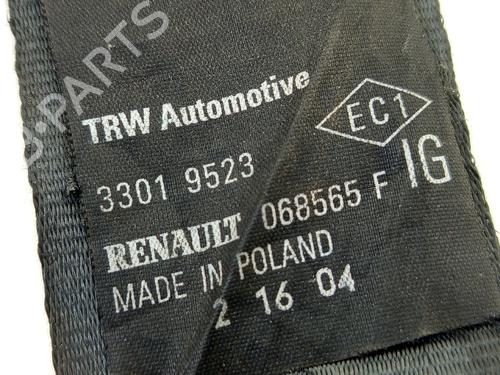 TRW Automotive
EC1
3301 9523
IG
RENAULT 068565 F
MADE IN POLAND
2 16 04
-PARTS